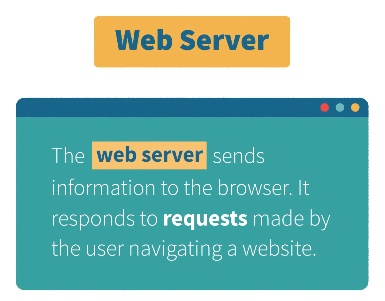 Web Server
The web server sends
information to the browser. It
responds to requests made by
the user navigating a website.